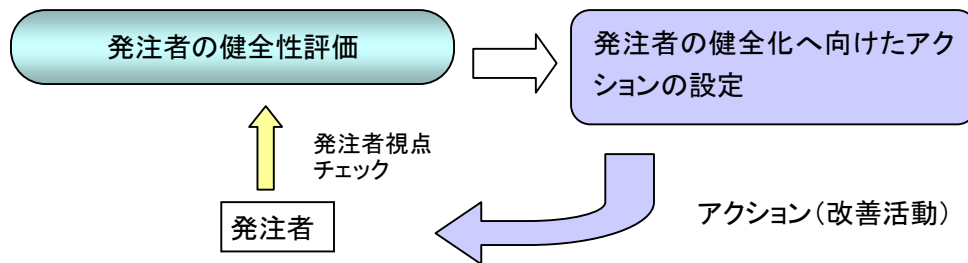 発注者の健全性評価
発注者の健全化へ向けたアク
ションの設定
発注者視点
チェック
発注者
アクション(改善活動)